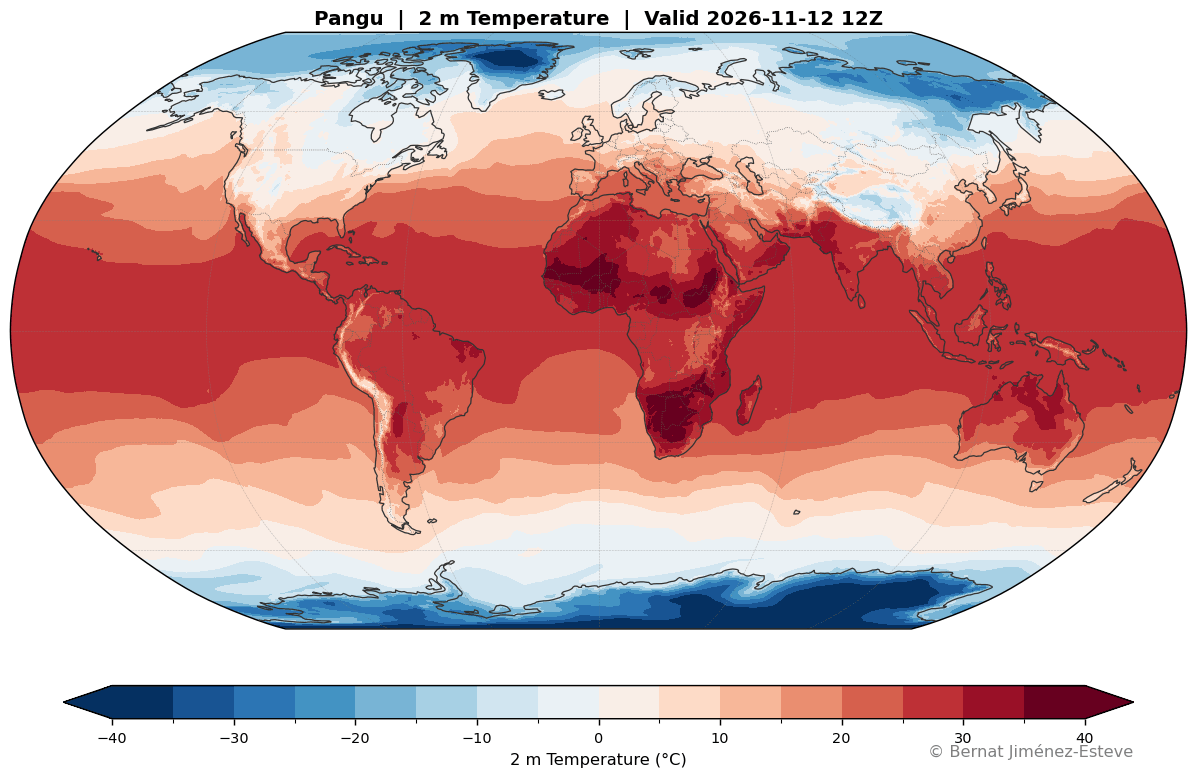 Pangu | 2 m Temperature | Valid 2026-11-12 12Z
−40 −30 −20 −10 0 10 20 30 40
2 m Temperature (°C)
© Bernat Jiménez-Esteve